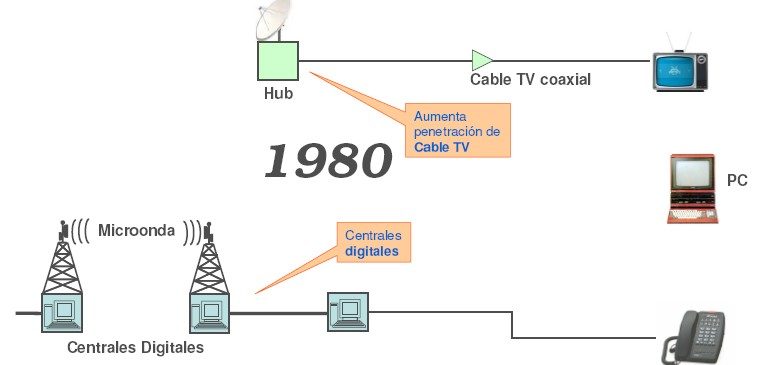 Hub
Cable TV coaxial
Aumenta
penetración de
Cable TV
1980
PC
Microonda
Centrales
digitales
Centrales Digitales